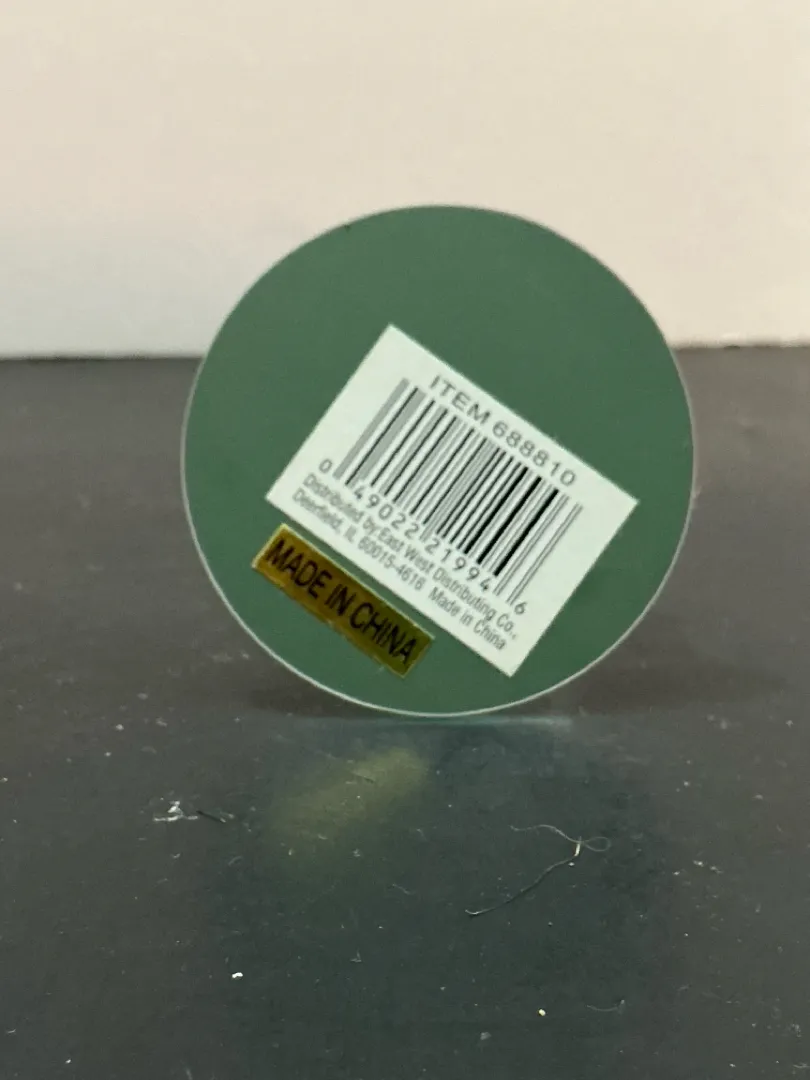 ITEM 688810
0 49022 21994 6
Distributed by East West Distributing Co.,
Deerfield, IL 60015-4616 Made in China
MADE IN CHINA